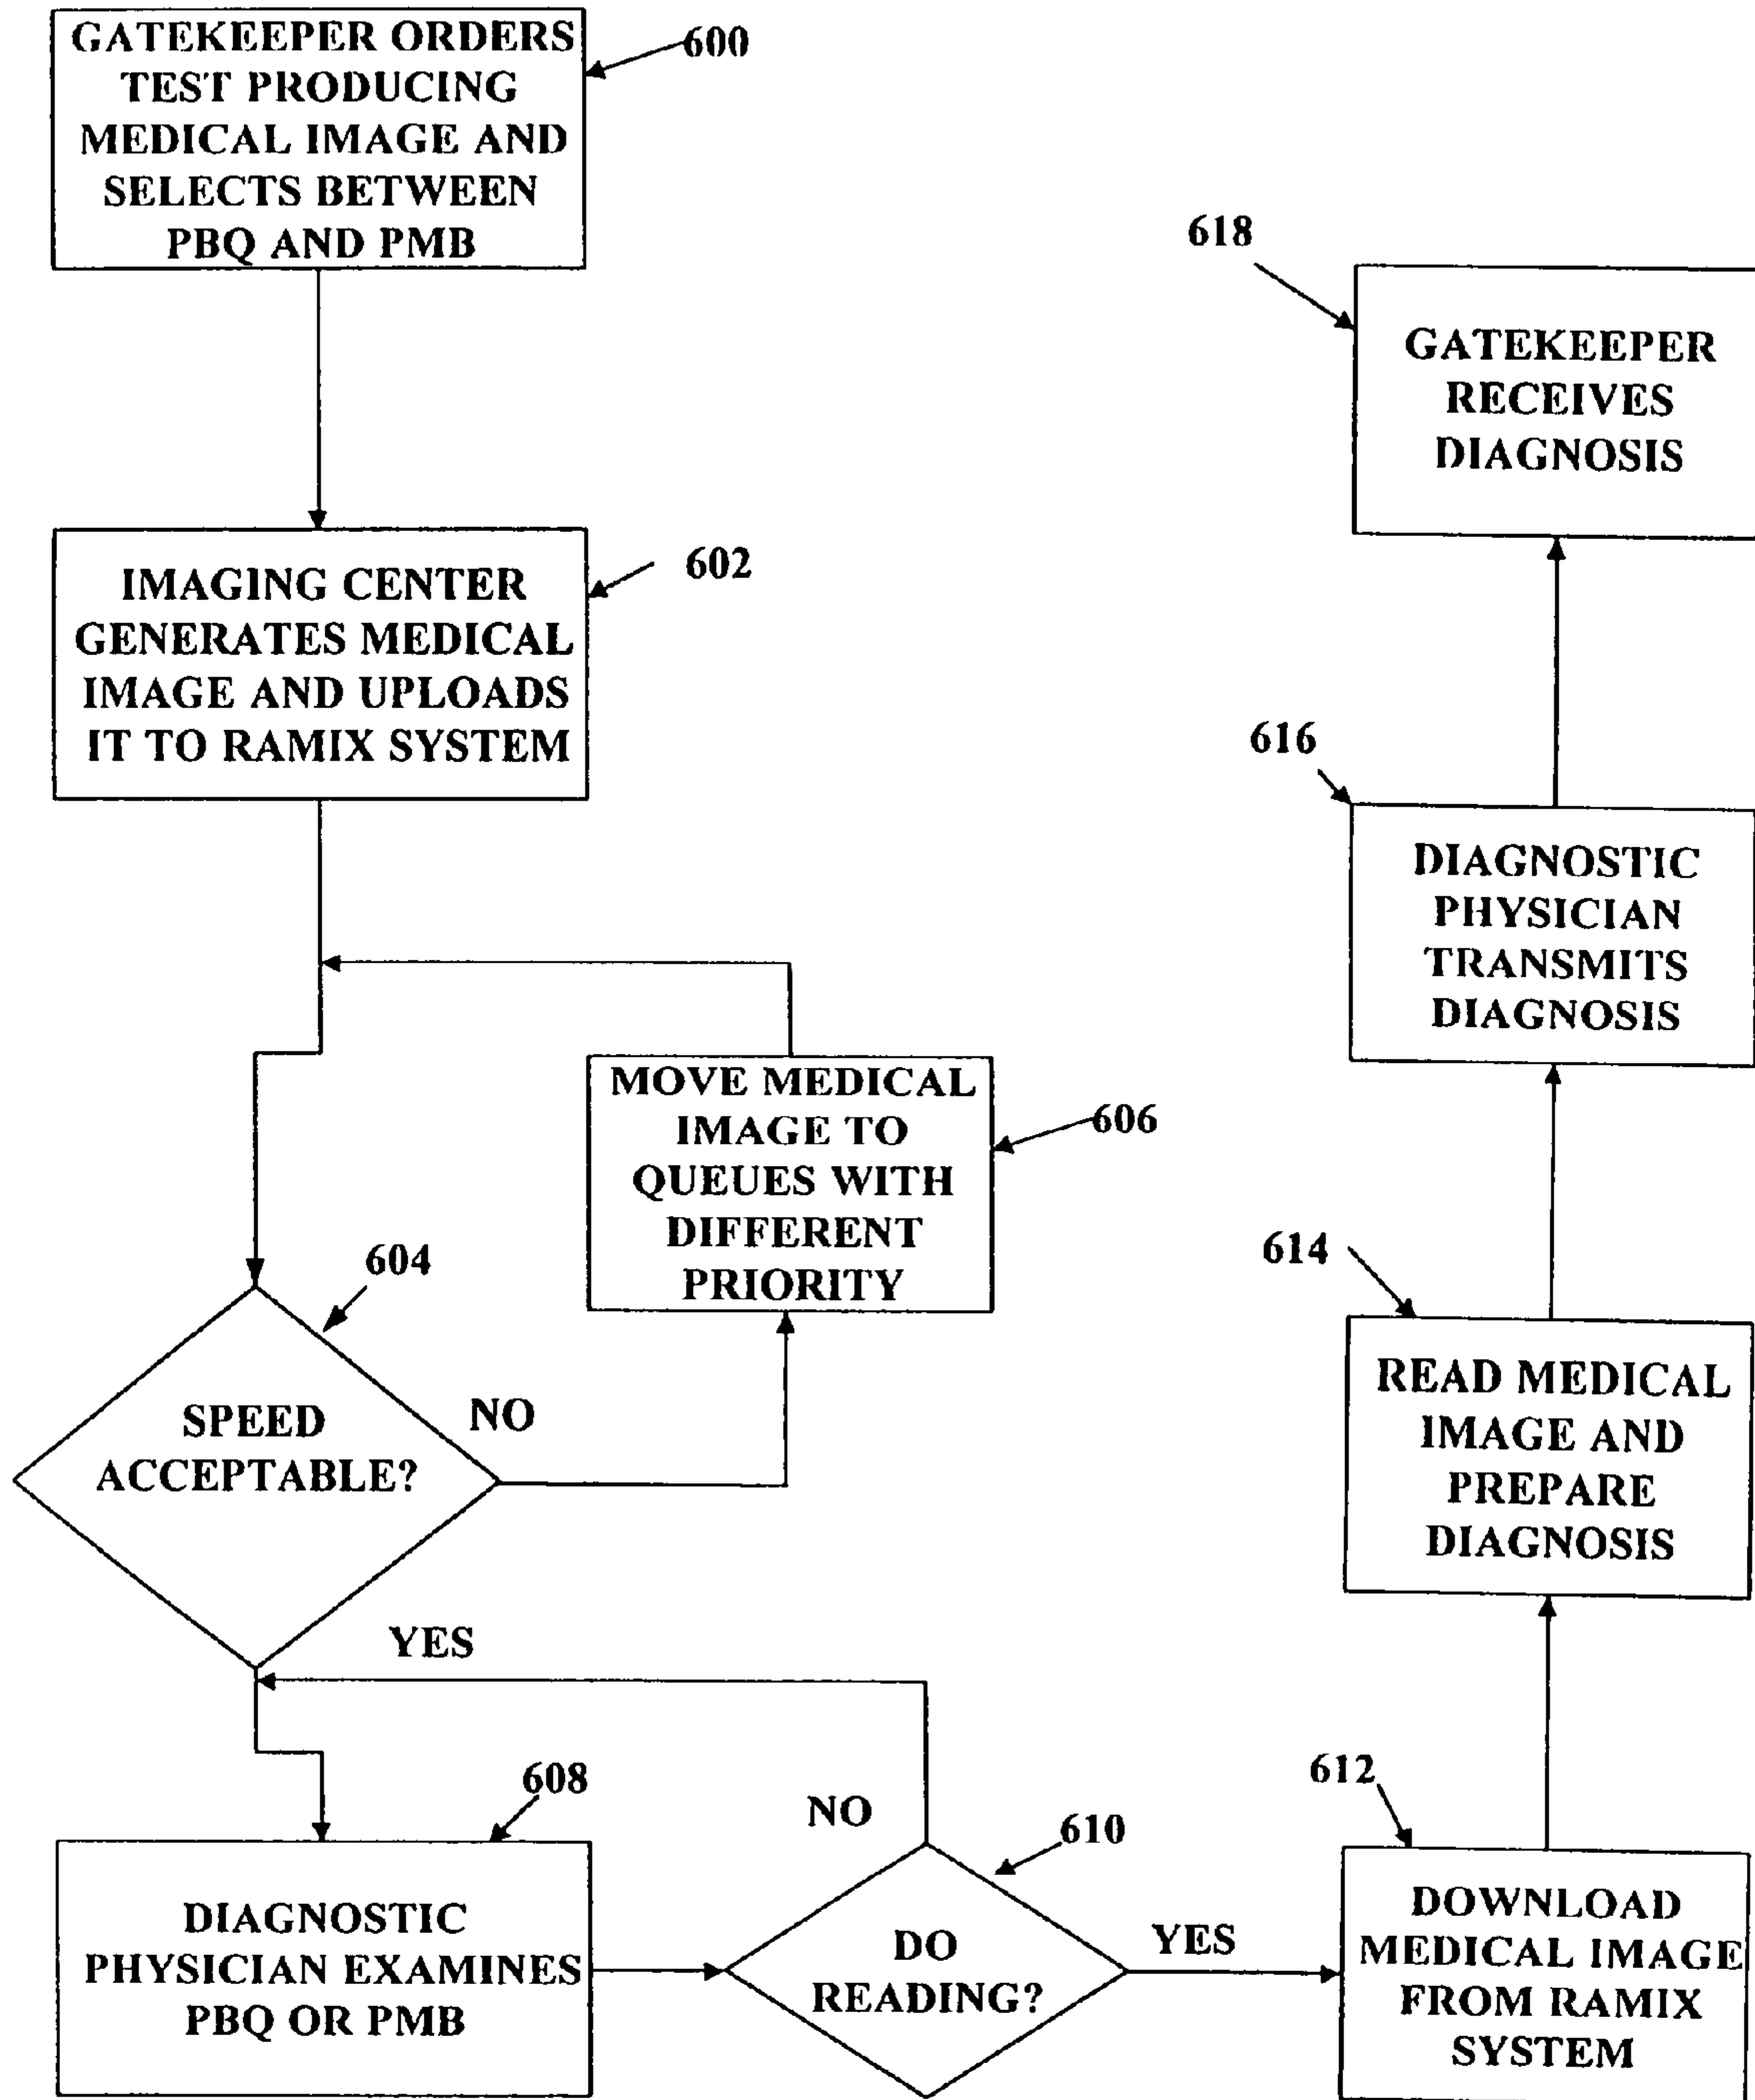 GATEKEEPER ORDERS
TEST PRODUCING
MEDICAL IMAGE AND
SELECTS BETWEEN
PBQ AND PMB
600
IMAGING CENTER
GENERATES MEDICAL
IMAGE AND UPLOADS
IT TO RAMIX SYSTEM
602
604
SPEED
ACCEPTABLE?
NO
YES
MOVE MEDICAL
IMAGE TO
QUEUES WITH
DIFFERENT
PRIORITY
606
608
DIAGNOSTIC
PHYSICIAN EXAMINES
PBQ OR PMB
610
DO
READING?
NO
YES
612
DOWNLOAD
MEDICAL IMAGE
FROM RAMIX
SYSTEM
614
READ MEDICAL
IMAGE AND
PREPARE
DIAGNOSIS
616
DIAGNOSTIC
PHYSICIAN
TRANSMITS
DIAGNOSIS
618
GATEKEEPER
RECEIVES
DIAGNOSIS